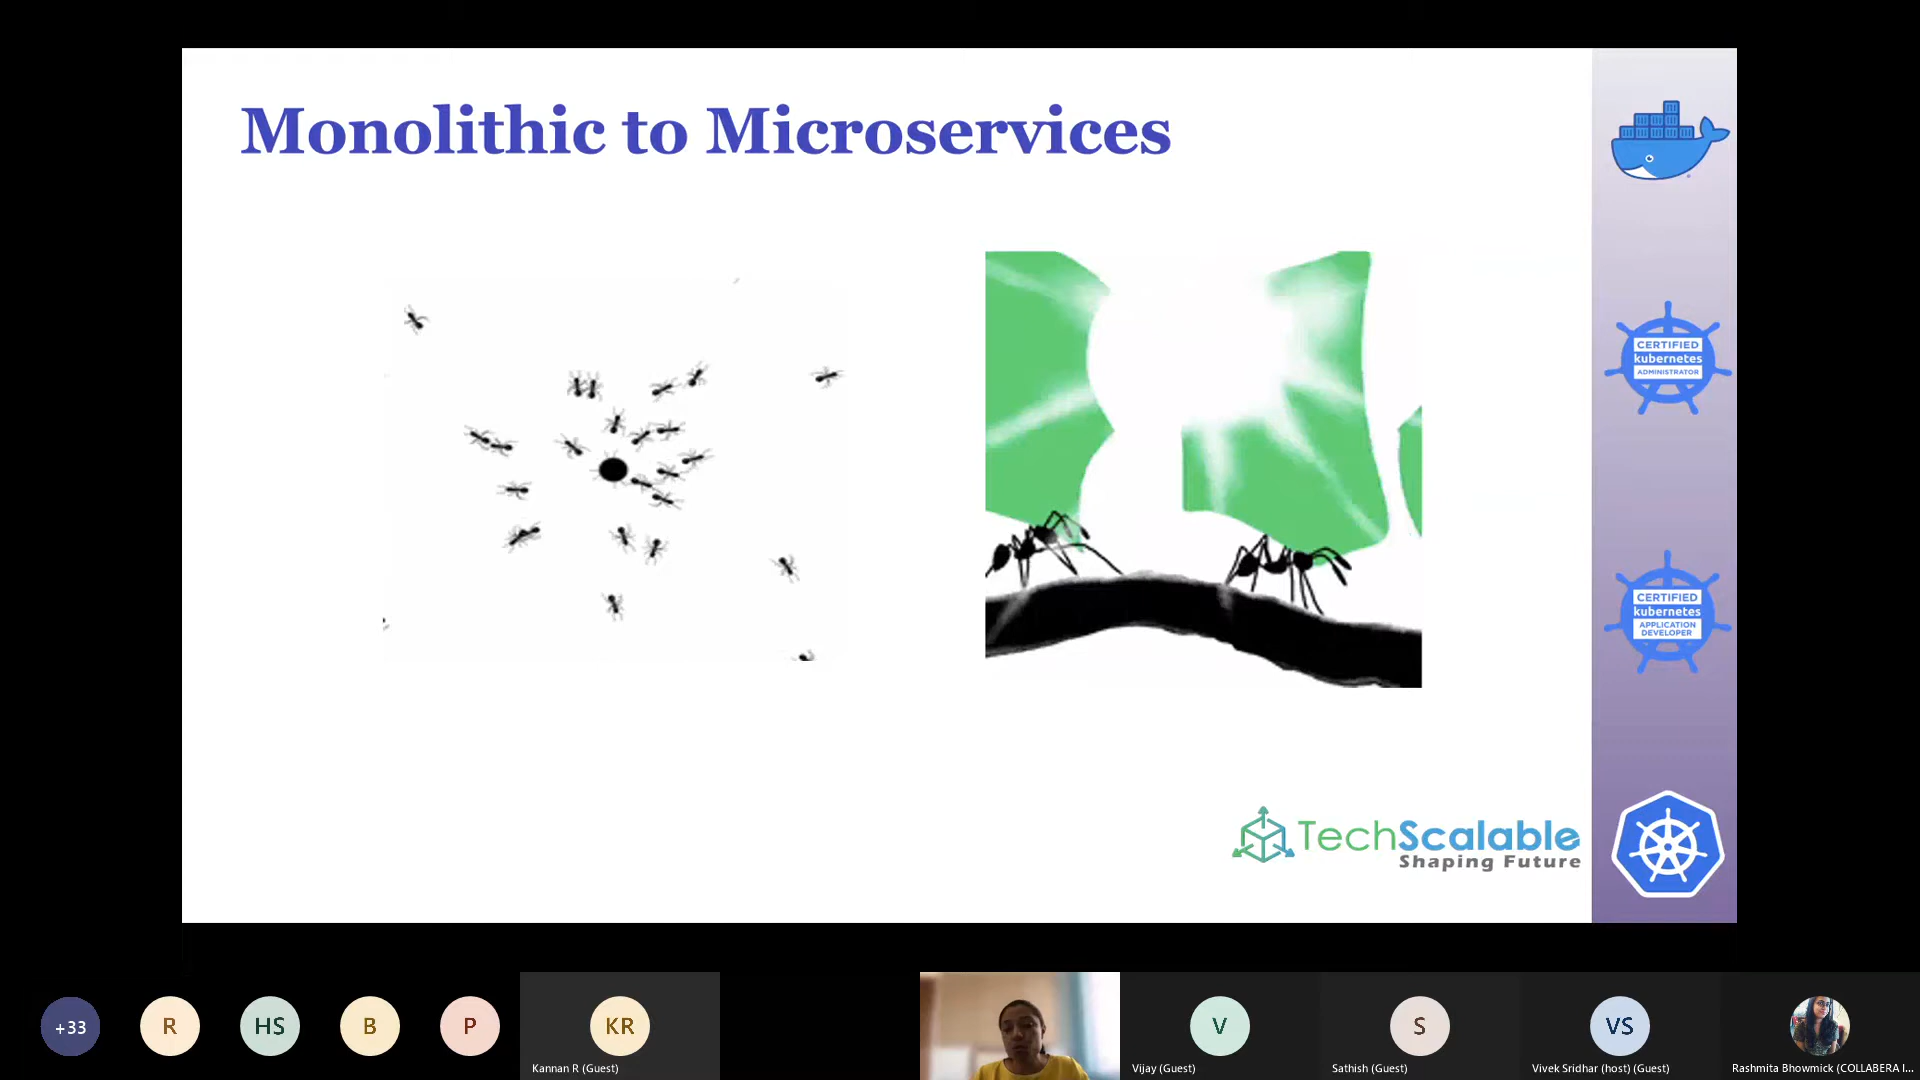 Monolithic to Microservices
CERTIFIED
kubernetes
ADMINISTRATOR
CERTIFIED
kubernetes
APPLICATION
DEVELOPER
TechScalable
Shaping Future
+33
R
HS
B
P
KR
V
S
VS
Kannan R (Guest)
Vijay (Guest)
Sathish (Guest)
Vivek Sridhar (host) (Guest)
Rashmita Bhowmick (COLLABERA I...